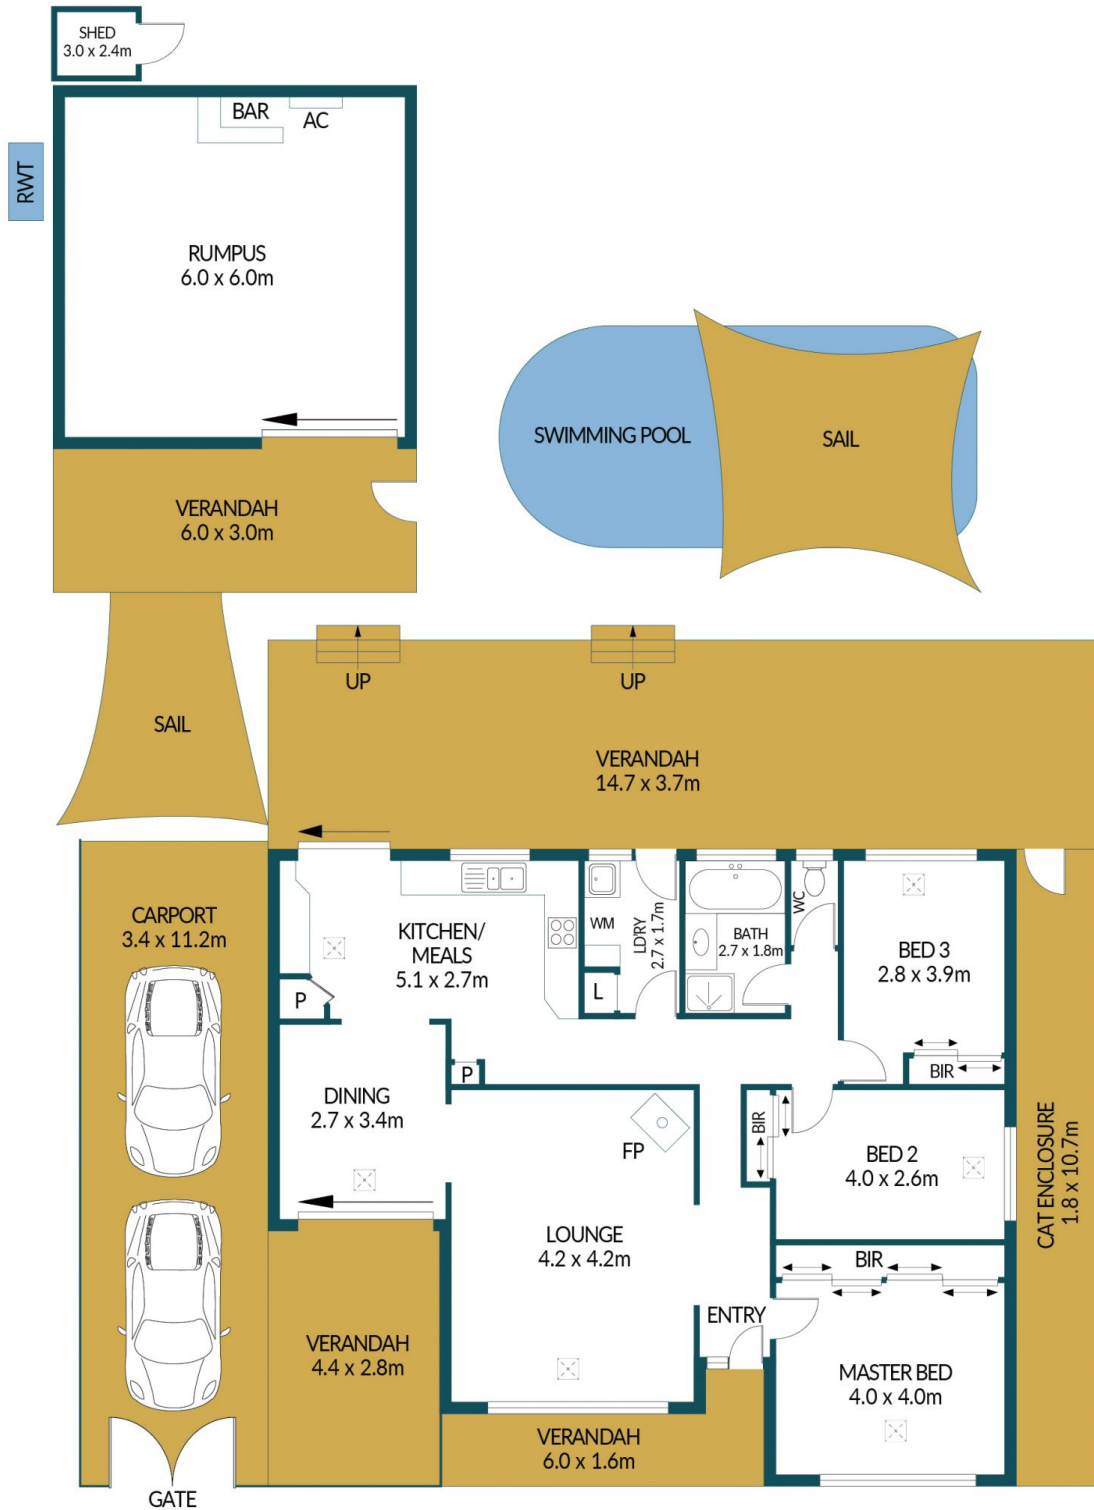 SHED
3.0 x 2.4m
BAR
AC
RWT
RUMPUS
6.0 x 6.0m
SWIMMING POOL
SAIL
VERANDAH
6.0 x 3.0m
UP
UP
SAIL
VERANDAH
14.7 x 3.7m
CARPORT
3.4 x 11.2m
KITCHEN/
MEALS
5.1 x 2.7m
P
WM
L
LD'RY
2.7 x 1.7m
BATH
2.7 x 1.8m
WC
BED 3
2.8 x 3.9m
BIR
P
DINING
2.7 x 3.4m
FP
BIR
BED 2
4.0 x 2.6m
CAT ENCLOSURE
1.8 x 10.7m
LOUNGE
4.2 x 4.2m
BIR
ENTRY
VERANDAH
4.4 x 2.8m
MASTER BED
4.0 x 4.0m
VERANDAH
6.0 x 1.6m
GATE